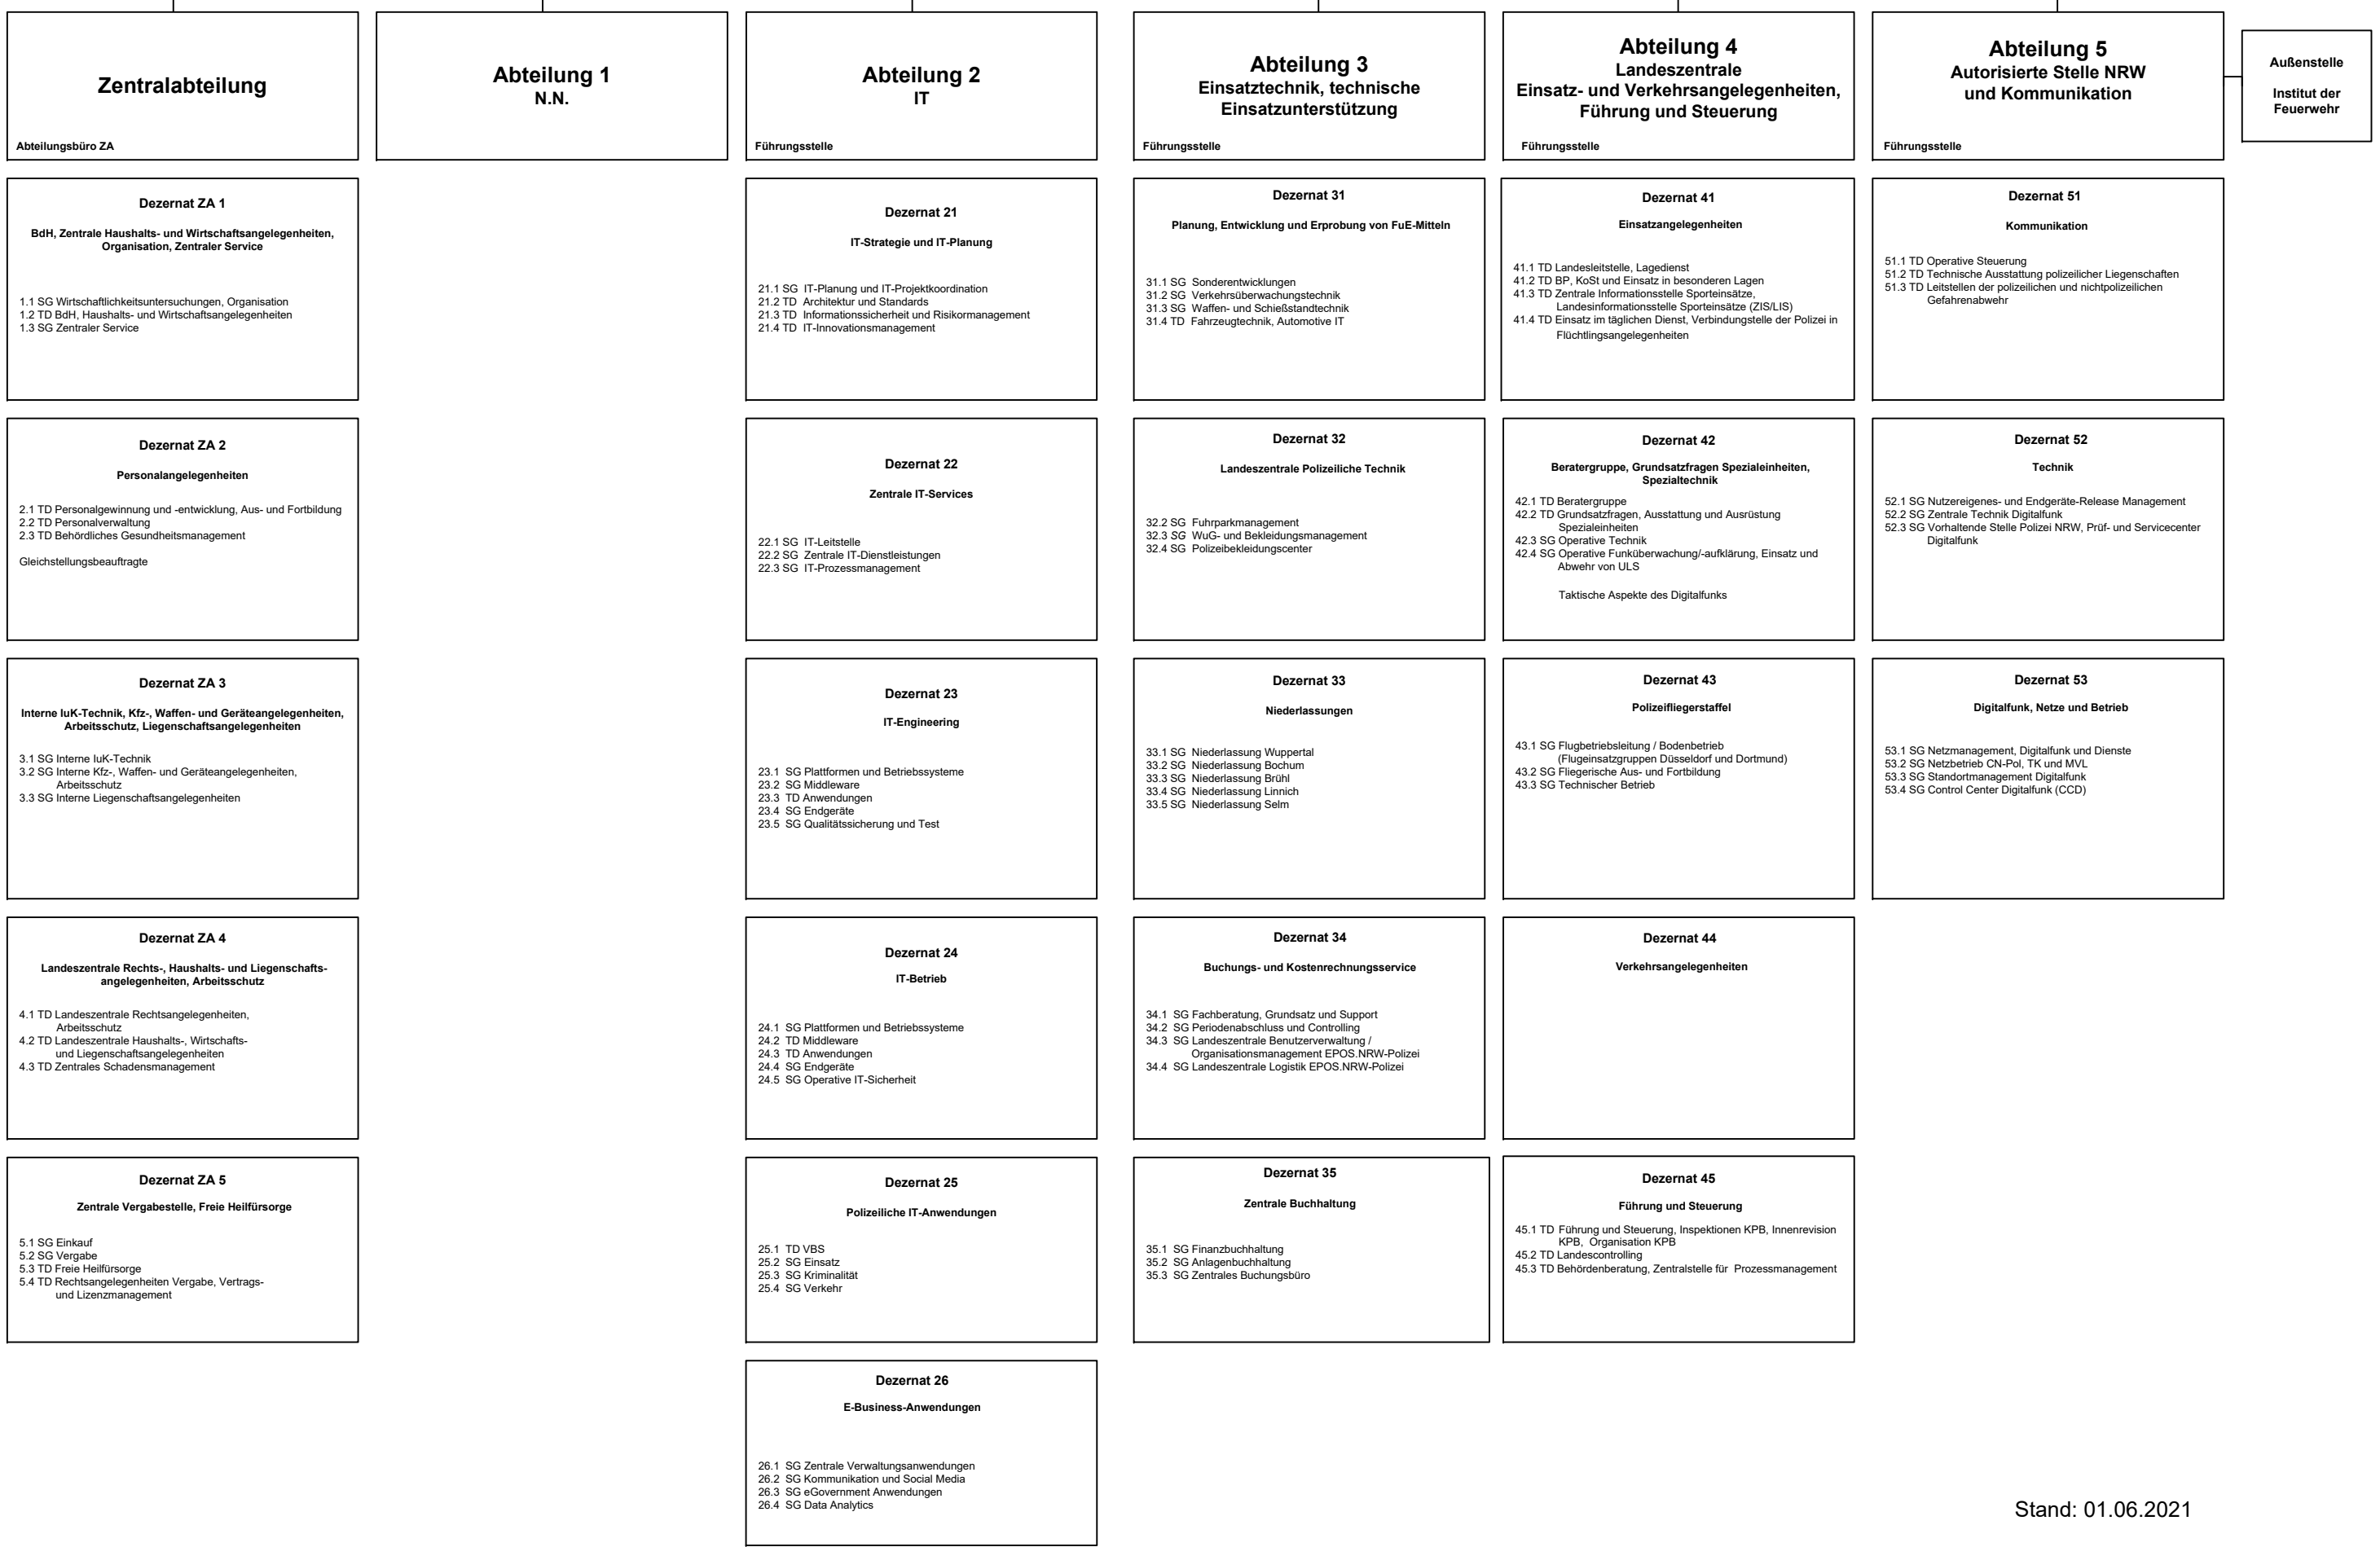 Zentralabteilung
Abteilungsbüro ZA
Abteilung 1
N.N.
Abteilung 2
IT
Führungsstelle
Abteilung 3
Einsatztechnik, technische
Einsatzunterstützung
Führungsstelle
Abteilung 4
Landeszentrale
Einsatz- und Verkehrsangelegenheiten,
Führung und Steuerung
Führungsstelle
Abteilung 5
Autorisierte Stelle NRW
und Kommunikation
Führungsstelle
Außenstelle
Institut der
Feuerwehr
Dezernat ZA 1
BdH, Zentrale Haushalts- und Wirtschaftsangelegenheiten,
Organisation, Zentraler Service
1.1 SG Wirtschaftlichkeitsuntersuchungen, Organisation
1.2 TD BdH, Haushalts- und Wirtschaftsangelegenheiten
1.3 SG Zentraler Service
Dezernat 21
IT-Strategie und IT-Planung
21.1 SG IT-Planung und IT-Projektkoordination
21.2 TD Architektur und Standards
21.3 TD Informationssicherheit und Risikormanagement
21.4 TD IT-Innovationsmanagement
Dezernat 31
Planung, Entwicklung und Erprobung von FuE-Mitteln
31.1 SG Sonderentwicklungen
31.2 SG Verkehrsüberwachungstechnik
31.3 SG Waffen- und Schießstandtechnik
31.4 TD Fahrzeugtechnik, Automotive IT
Dezernat 41
Einsatzangelegenheiten
41.1 TD Landesleitstelle, Lagedienst
41.2 TD BP, KoSt und Einsatz in besonderen Lagen
41.3 TD Zentrale Informationsstelle Sporteinsätze,
Landesinformationsstelle Sporteinsätze (ZIS/LIS)
41.4 TD Einsatz im täglichen Dienst, Verbindungstelle der Polizei in
Flüchtlingsangelegenheiten
Dezernat 51
Kommunikation
51.1 TD Operative Steuerung
51.2 TD Technische Ausstattung polizeilicher Liegenschaften
51.3 TD Leitstellen der polizeilichen und nichtpolizeilichen
Gefahrenabwehr
Dezernat ZA 2
Personalangelegenheiten
2.1 TD Personalgewinnung und -entwicklung, Aus- und Fortbildung
2.2 TD Personalverwaltung
2.3 TD Behördliches Gesundheitsmanagement
Gleichstellungsbeauftragte
Dezernat 22
Zentrale IT-Services
22.1 SG IT-Leitstelle
22.2 SG Zentrale IT-Dienstleistungen
22.3 SG IT-Prozessmanagement
Dezernat 32
Landeszentrale Polizeiliche Technik
32.2 SG Fuhrparkmanagement
32.3 SG WuG- und Bekleidungsmanagement
32.4 SG Polizeibekleidungscenter
Dezernat 42
Beratergruppe, Grundsatzfragen Spezialeinheiten,
Spezialtechnik
42.1 TD Beratergruppe
42.2 TD Grundsatzfragen, Ausstattung und Ausrüstung
Spezialeinheiten
42.3 SG Operative Technik
42.4 SG Operative Funküberwachung/-aufklärung, Einsatz und
Abwehr von ULS
Taktische Aspekte des Digitalfunks
Dezernat 52
Technik
52.1 SG Nutzereigenes- und Endgeräte-Release Management
52.2 SG Zentrale Technik Digitalfunk
52.3 SG Vorhaltende Stelle Polizei NRW, Prüf- und Servicecenter
Digitalfunk
Dezernat ZA 3
Interne IuK-Technik, Kfz-, Waffen- und Geräteangelegenheiten,
Arbeitsschutz, Liegenschaftsangelegenheiten
3.1 SG Interne IuK-Technik
3.2 SG Interne Kfz-, Waffen- und Geräteangelegenheiten,
Arbeitsschutz
3.3 SG Interne Liegenschaftsangelegenheiten
Dezernat 23
IT-Engineering
23.1 SG Plattformen und Betriebssysteme
23.2 SG Middleware
23.3 TD Anwendungen
23.4 SG Endgeräte
23.5 SG Qualitätssicherung und Test
Dezernat 33
Niederlassungen
33.1 SG Niederlassung Wuppertal
33.2 SG Niederlassung Bochum
33.3 SG Niederlassung Brühl
33.4 SG Niederlassung Linnich
33.5 SG Niederlassung Selm
Dezernat 43
Polizeifliegerstaffel
43.1 SG Flugbetriebsleitung / Bodenbetrieb
(Flugeinsatzgruppen Düsseldorf und Dortmund)
43.2 SG Fliegerische Aus- und Fortbildung
43.3 SG Technischer Betrieb
Dezernat 53
Digitalfunk, Netze und Betrieb
53.1 SG Netzmanagement, Digitalfunk und Dienste
53.2 SG Netzbetrieb CN-Pol, TK und MVL
53.3 SG Standortmanagement Digitalfunk
53.4 SG Control Center Digitalfunk (CCD)
Dezernat ZA 4
Landeszentrale Rechts-, Haushalts- und Liegenschafts-
angelegenheiten, Arbeitsschutz
4.1 TD Landeszentrale Rechtsangelegenheiten,
Arbeitsschutz
4.2 TD Landeszentrale Haushalts-, Wirtschafts-
und Liegenschaftsangelegenheiten
4.3 TD Zentrales Schadensmanagement
Dezernat 24
IT-Betrieb
24.1 SG Plattformen und Betriebssysteme
24.2 TD Middleware
24.3 TD Anwendungen
24.4 SG Endgeräte
24.5 SG Operative IT-Sicherheit
Dezernat 34
Buchungs- und Kostenrechnungsservice
34.1 SG Fachberatung, Grundsatz und Support
34.2 SG Periodenabschluss und Controlling
34.3 SG Landeszentrale Benutzerverwaltung /
Organisationsmanagement EPOS.NRW-Polizei
34.4 SG Landeszentrale Logistik EPOS.NRW-Polizei
Dezernat 44
Verkehrsangelegenheiten
Dezernat ZA 5
Zentrale Vergabestelle, Freie Heilfürsorge
5.1 SG Einkauf
5.2 SG Vergabe
5.3 TD Freie Heilfürsorge
5.4 TD Rechtsangelegenheiten Vergabe, Vertrags-
und Lizenzmanagement
Dezernat 25
Polizeiliche IT-Anwendungen
25.1 TD VBS
25.2 SG Einsatz
25.3 SG Kriminalität
25.4 SG Verkehr
Dezernat 35
Zentrale Buchhaltung
35.1 SG Finanzbuchhaltung
35.2 SG Anlagenbuchhaltung
35.3 SG Zentrales Buchungsbüro
Dezernat 45
Führung und Steuerung
45.1 TD Führung und Steuerung, Inspektionen KPB, Innenrevision
KPB, Organisation KPB
45.2 TD Landescontrolling
45.3 TD Behördenberatung, Zentralstelle für Prozessmanagement
Dezernat 26
E-Business-Anwendungen
26.1 SG Zentrale Verwaltungsanwendungen
26.2 SG Kommunikation und Social Media
26.3 SG eGovernment Anwendungen
26.4 SG Data Analytics
Stand: 01.06.2021